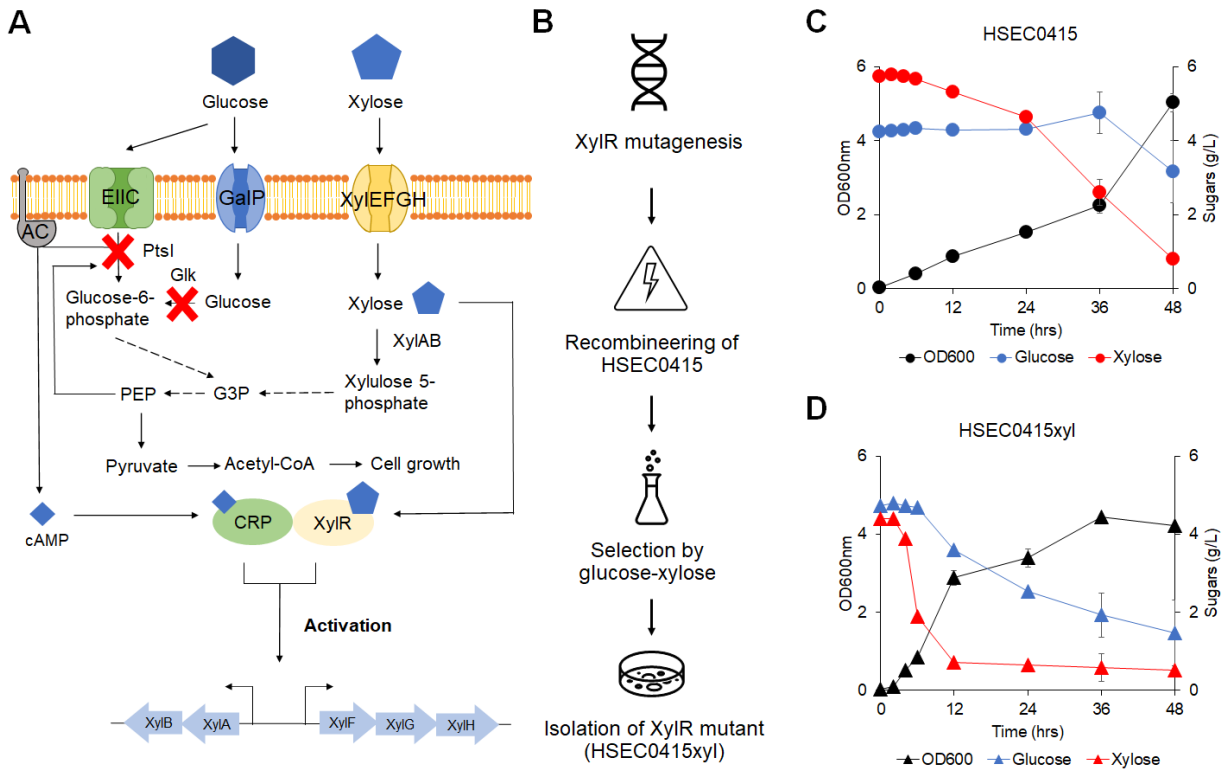 A
Glucose
Xylose
EIIC
GalP
XylEFGH
AC
PtsI
Glk
Glucose-6-
phosphate
Glucose
Xylose
XylAB
PEP
G3P
Xylulose 5-
phosphate
Pyruvate
Acetyl-CoA
Cell growth
cAMP
CRP
XylR
Activation
XylB
XylA
XylF
XylG
XylH
B
XylR mutagenesis
Recombineering of
HSEC0415
Selection by
glucose-xylose
Isolation of XylR mutant
(HSEC0415xyl)
C
HSEC0415
OD600nm
6
4
2
0
Sugars (g/L)
6
4
2
0
0 12 24 36 48
Time (hrs)
OD600 Glucose Xylose
D
HSEC0415xyl
OD600nm
6
4
2
0
Sugars (g/L)
6
4
2
0
0 12 24 36 48
Time (hrs)
OD600 Glucose Xylose